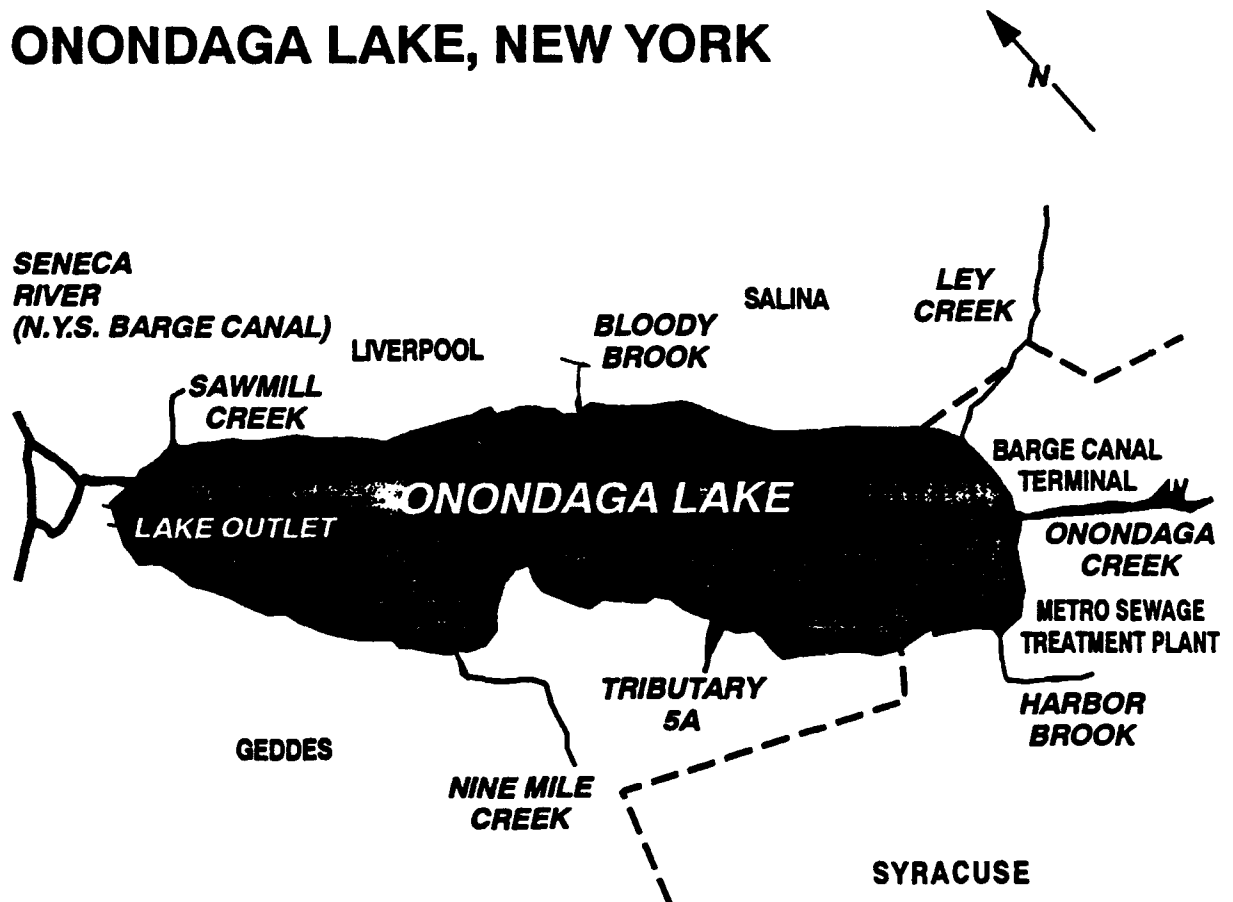 ONONDAGA LAKE, NEW YORK
N
SENECA
RIVER
(N.Y.S. BARGE CANAL)
LIVERPOOL
BLOODY
BROOK
SALINA
LEY
CREEK
SAWMILL
CREEK
BARGE CANAL
TERMINAL
ONONDAGA LAKE
LAKE OUTLET
ONONDAGA
CREEK
METRO SEWAGE
TREATMENT PLANT
TRIBUTARY
5A
HARBOR
BROOK
GEDDES
NINE MILE
CREEK
SYRACUSE